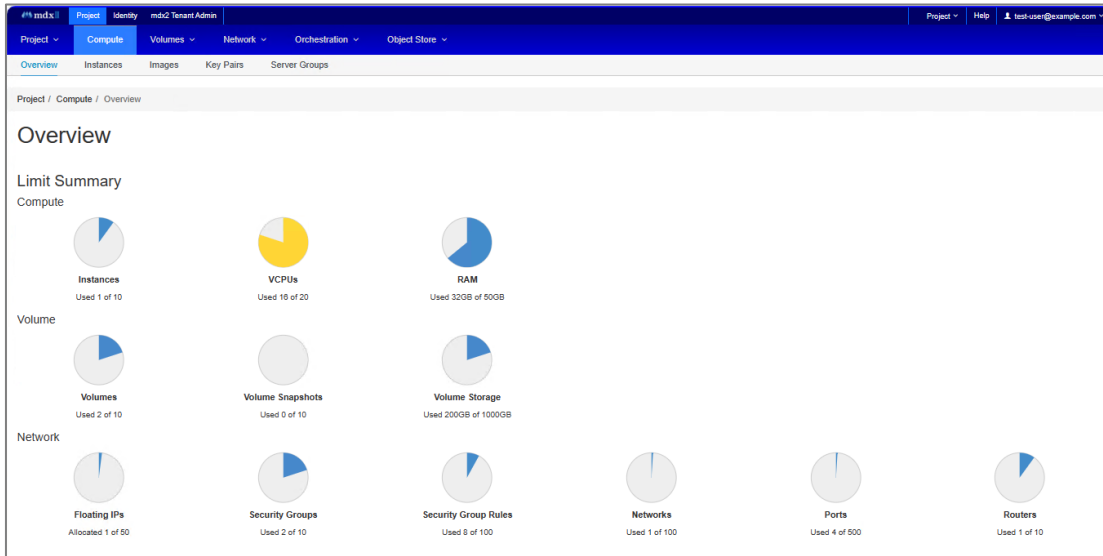 mdx II Project Identity mdx2 Tenant Admin Project Help test-user@example.com
Project Compute Volumes Network Orchestration Object Store
Overview Instances Images Key Pairs Server Groups
Project / Compute / Overview
Overview
Limit Summary
Compute
Instances VCPUs RAM
Used 1 of 10 Used 16 of 20 Used 32GB of 50GB
Volume
Volumes Volume Snapshots Volume Storage
Used 2 of 10 Used 0 of 10 Used 200GB of 1000GB
Network
Floating IPs Security Groups Security Group Rules Networks Ports Routers
Allocated 1 of 50 Used 2 of 10 Used 8 of 100 Used 1 of 100 Used 4 of 500 Used 1 of 10